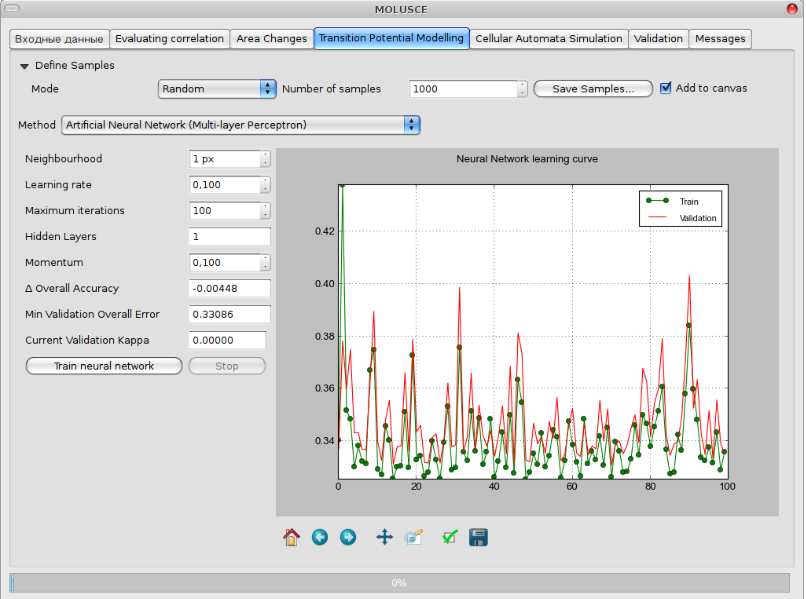 MOLUSCE
Входные данные Evaluating correlation Area Changes Transition Potential Modelling Cellular Automata Simulation Validation Messages
Define Samples
Mode Random Number of samples 1000 Save Samples... Add to canvas
Method Artificial Neural Network (Multi-layer Perceptron)
Neighbourhood 1 px
Learning rate 0,100
Maximum iterations 100
Hidden Layers 1
Momentum 0,100
Δ Overall Accuracy -0.00448
Min Validation Overall Error 0.33086
Current Validation Kappa 0.00000
Train neural network Stop
Neural Network learning curve
Train
Validation
0.42
0.40
0.38
0.36
0.34
0 20 40 60 80 100
0%